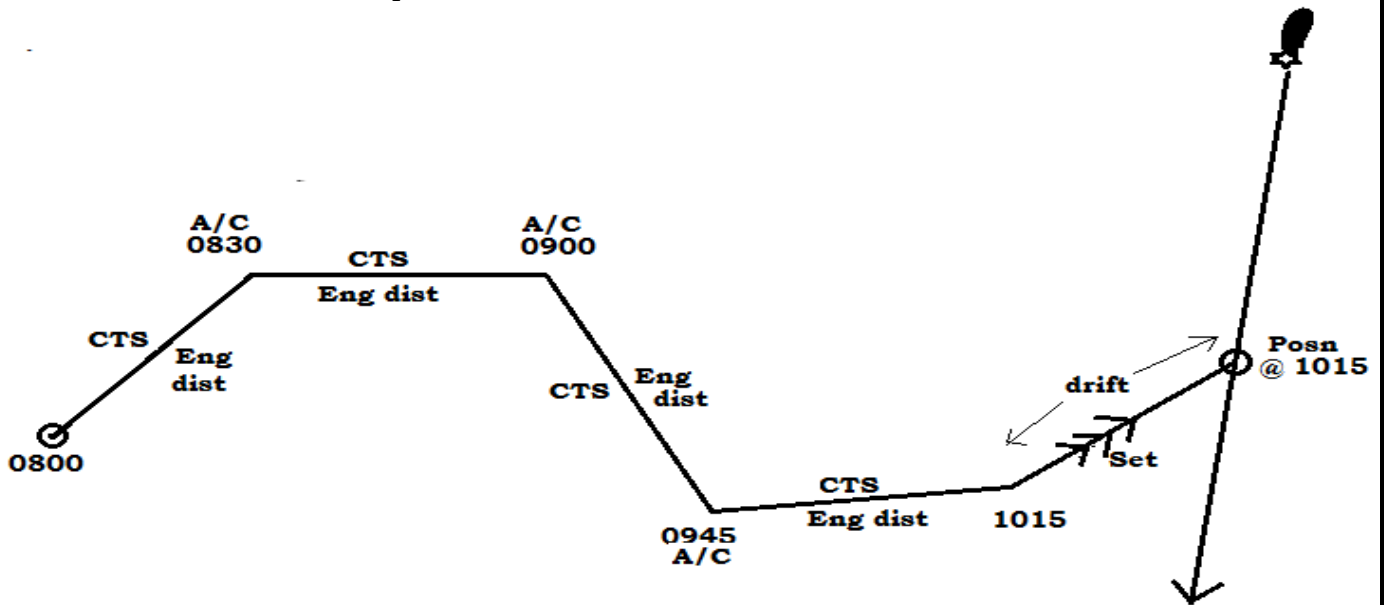 A/C
0830
A/C
0900
CTS
Eng dist
CTS
Eng
dist
CTS
Eng
dist
0800
drift
Posn
@ 1015
Set
CTS
Eng dist
0945
A/C
1015